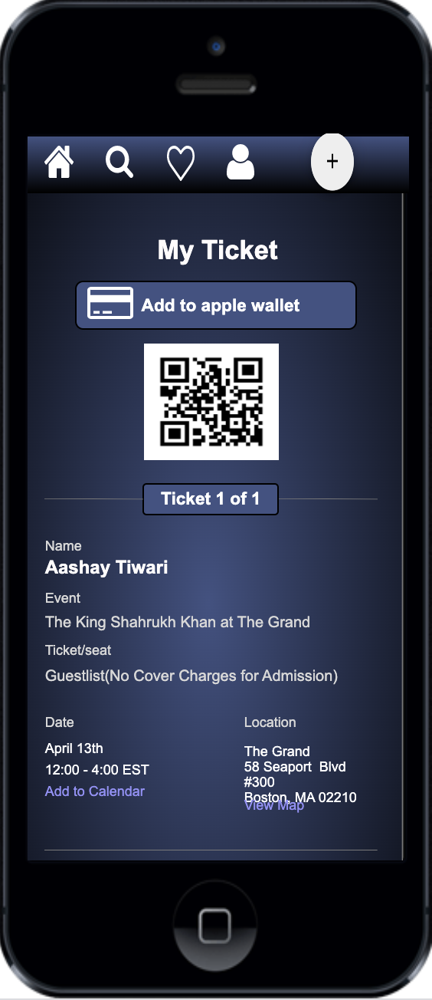 +
My Ticket
Add to apple wallet
Ticket 1 of 1
Name
Aashay Tiwari
Event
The King Shahrukh Khan at The Grand
Ticket/seat
Guestlist(No Cover Charges for Admission)
Date
April 13th
12:00 - 4:00 EST
Add to Calendar
Location
The Grand
58 Seaport  Blvd
#300
Boston, MA 02210
View Map